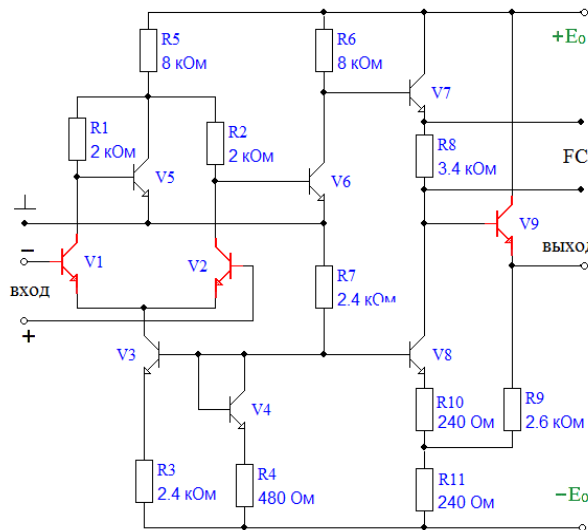 R5
8 кОм
R6
8 кОм
+E₀
V7
R1
2 кОм
R2
2 кОм
R8
3.4 кОм
FC
V5
V6
V9
–
V1
V2
выход
вход
+
R7
2.4 кОм
V3
V8
V4
R10
240 Ом
R9
2.6 кОм
R3
2.4 кОм
R4
480 Ом
R11
240 Ом
–E₀